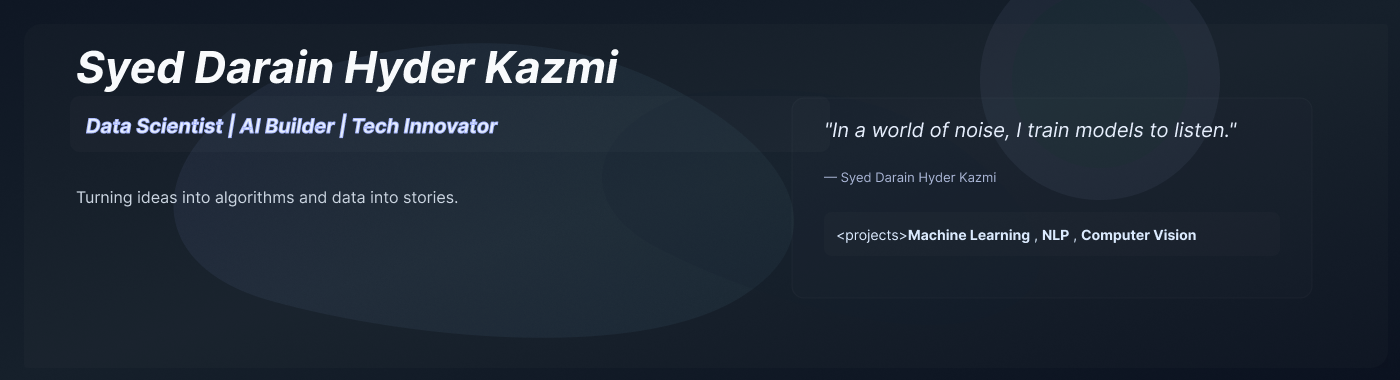 Syed Darain Hyder Kazmi
Data Scientist | AI Builder | Tech Innovator
Turning ideas into algorithms and data into stories.
"In a world of noise, I train models to listen."
— Syed Darain Hyder Kazmi
<projects>Machine Learning , NLP , Computer Vision